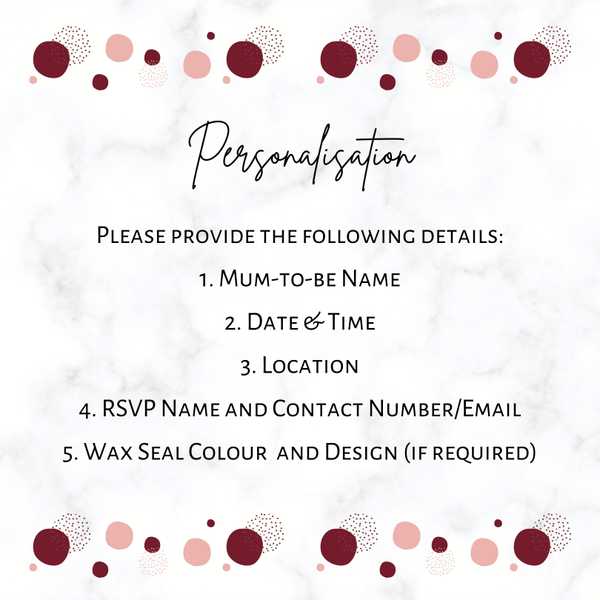 Personalisation
Please provide the following details:
1. Mum-to-be Name
2. Date & Time
3. Location
4. RSVP Name and Contact Number/Email
5. Wax Seal Colour  and Design (if required)